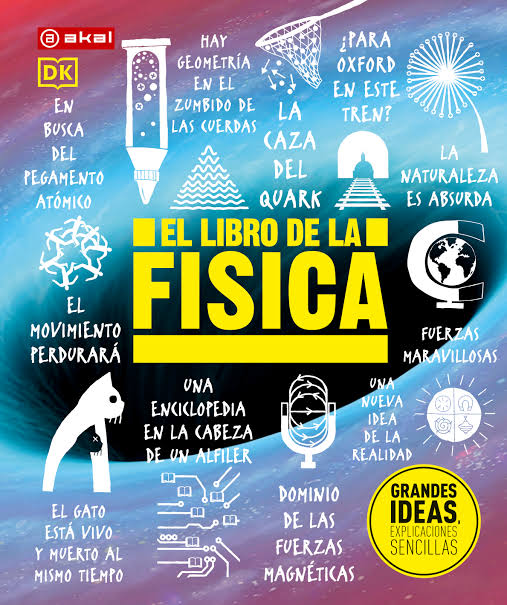 akal
DK
HAY
GEOMETRÍA
EN EL
ZUMBIDO DE
LAS CUERDAS
¿PARA
OXFORD
EN ESTE
TREN?
EN
BUSCA
DEL
PEGAMENTO
ATÓMICO
LA
CAZA
DEL
QUARK
LA
NATURALEZA
ES ABSURDA
EL LIBRO DE LA
FÍSICA
EL
MOVIMIENTO
PERDURARÁ
FUERZAS
MARAVILLOSAS
UNA
ENCICLOPEDIA
EN LA CABEZA
DE UN ALFILER
UNA
NUEVA
IDEA
DE LA
REALIDAD
EL GATO
ESTÁ VIVO
Y MUERTO AL
MISMO TIEMPO
DOMINIO
DE LAS
FUERZAS
MAGNÉTICAS
GRANDES
IDEAS,
EXPLICACIONES
SENCILLAS